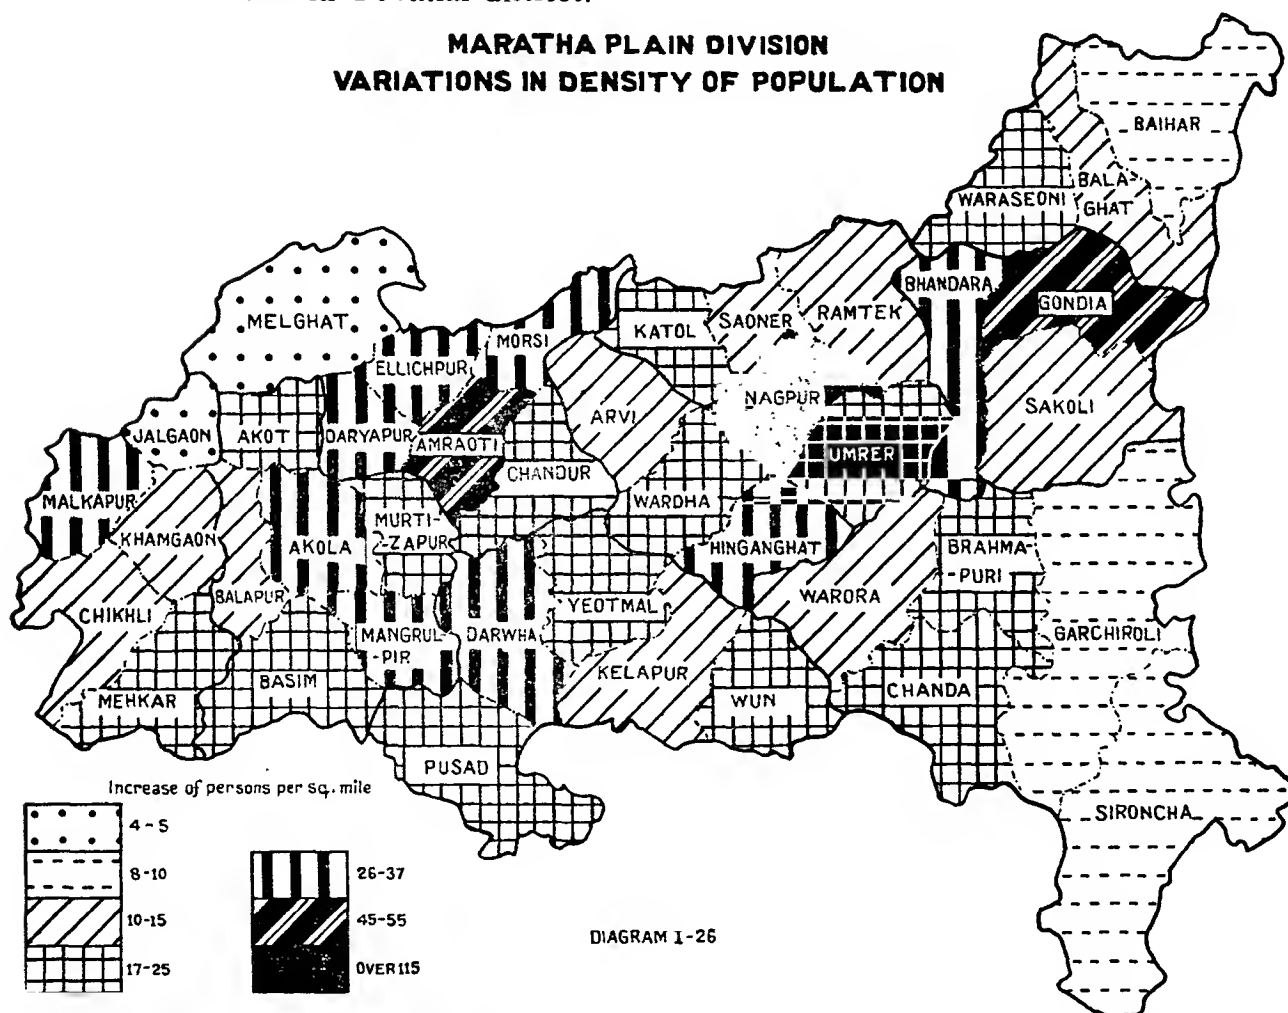 MARATHA PLAIN DIVISION
VARIATIONS IN DENSITY OF POPULATION
BAIHAR
BALA-
GHAT
WARASEONI
BHANDARA
GONDIA
MELGHAT
KATOL
SAONER
RAMTEK
MORSI
ELLICHPUR
NAGPUR
SAKOLI
ARVI
JALGAON
AKOT
DARYAPUR
AMRAOTI
UMRER
CHANDUR
MALKAPUR
WARDHA
MURTI-
-ZAPUR
KHAMGAON
AKOLA
HINGANGHAT
BRAHMA-
-PURI
BALAPUR
YEOTMAL
WARORA
CHIKHLI
MANGRUL-
-PIR
DARWHA
GARCHIROLI
KELAPUR
BASIM
CHANDA
MEHKAR
WUN
PUSAD
Increase of persons per sq. mile
SIRONCHA
4-5
8-10
10-15
17-25
26-37
45-55
OVER 115
DIAGRAM I-26